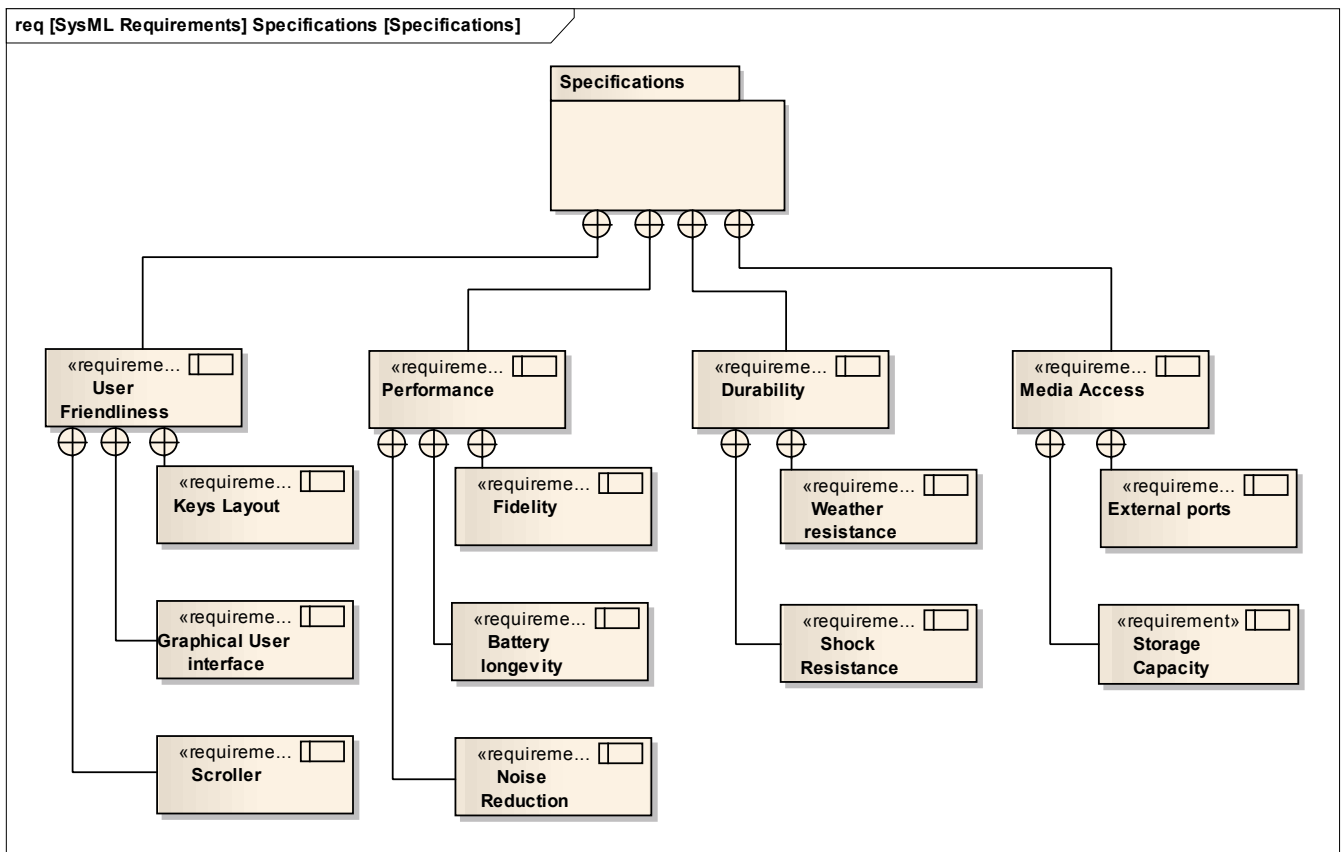 req [SysML Requirements] Specifications [Specifications]
Specifications
«requireme...
User
Friendliness
«requireme...
Performance
«requireme...
Durability
«requireme...
Media Access
«requireme...
Keys Layout
«requireme...
Fidelity
«requireme...
Weather
resistance
«requireme...
External ports
«requireme...
Graphical User
interface
«requireme...
Battery
longevity
«requireme...
Shock
Resistance
«requirement»
Storage
Capacity
«requireme...
Scroller
«requireme...
Noise
Reduction